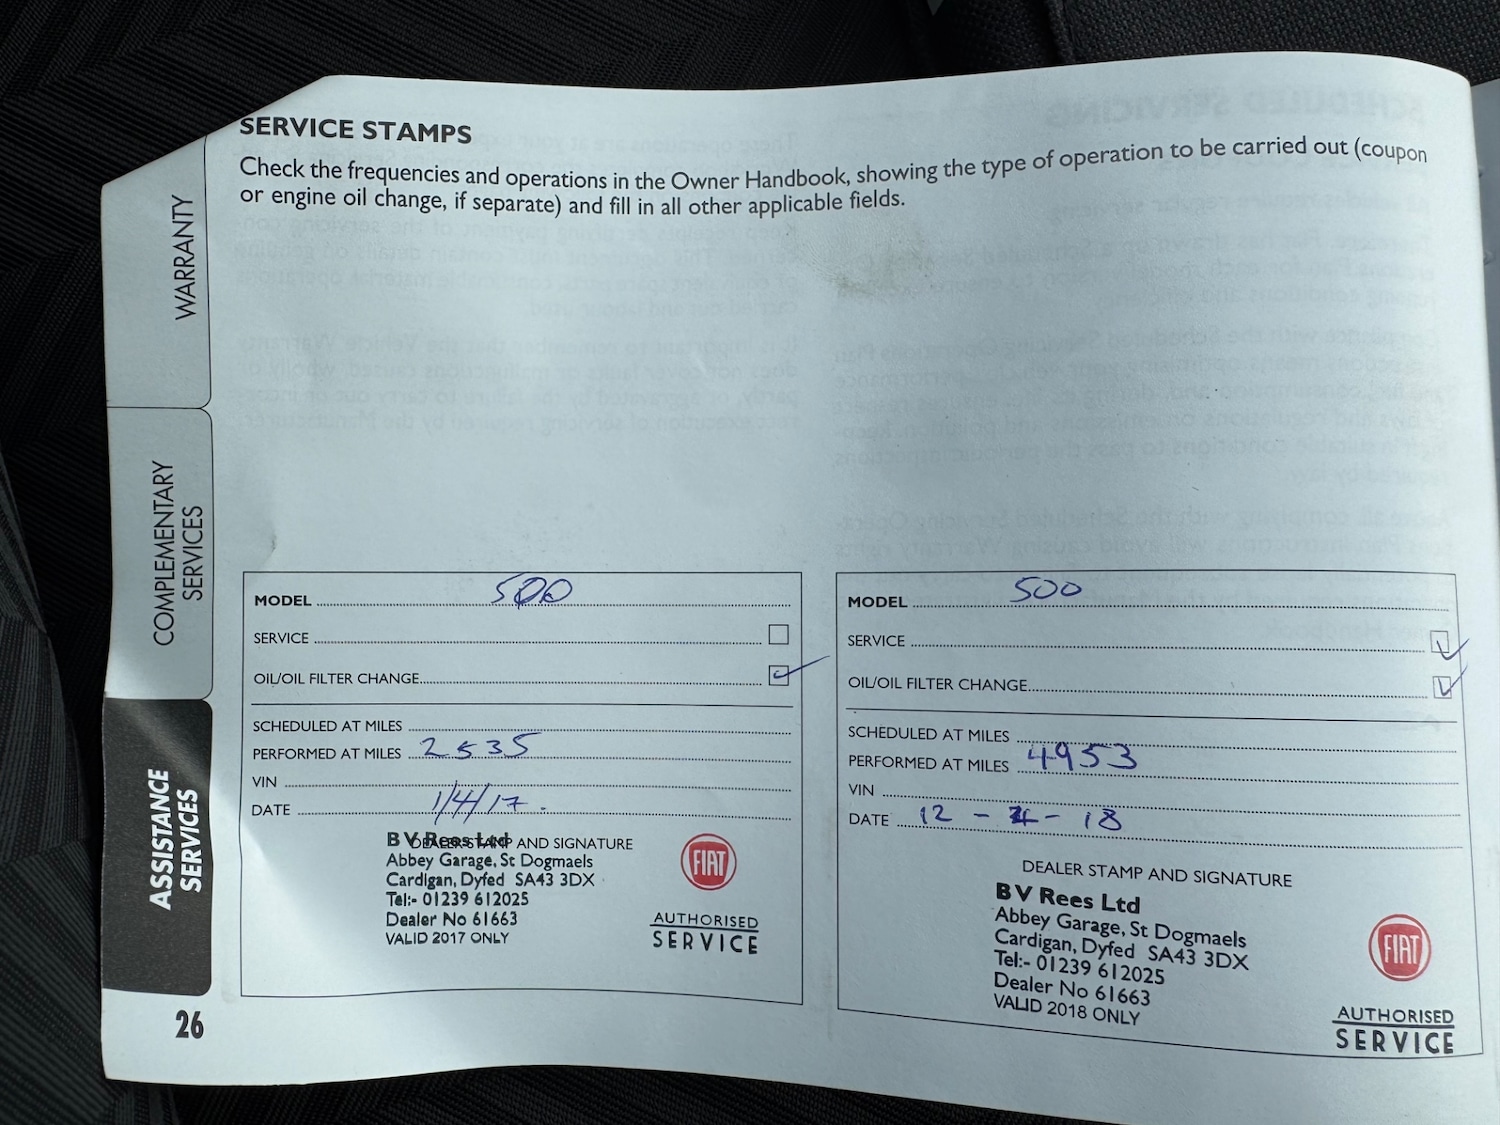 SERVICE STAMPS
Check the frequencies and operations in the Owner Handbook, showing the type of operation to be carried out (coupon
or engine oil change, if separate) and fill in all other applicable fields.
WARRANTY
COMPLEMENTARY
SERVICES
ASSISTANCE
SERVICES
26
MODEL 500
SERVICE
OIL/OIL FILTER CHANGE
SCHEDULED AT MILES
PERFORMED AT MILES 2535
VIN
DATE 1/4/17.
DEALER STAMP AND SIGNATURE
B V Rees Ltd
Abbey Garage, St Dogmaels
Cardigan, Dyfed SA43 3DX
Tel:- 01239 612025
Dealer No 61663
VALID 2017 ONLY
FIAT
AUTHORISED
SERVICE
MODEL 500
SERVICE
OIL/OIL FILTER CHANGE
SCHEDULED AT MILES
PERFORMED AT MILES 4953
VIN
DATE 12 - 4 - 18
DEALER STAMP AND SIGNATURE
B V Rees Ltd
Abbey Garage, St Dogmaels
Cardigan, Dyfed SA43 3DX
Tel:- 01239 612025
Dealer No 61663
VALID 2018 ONLY
FIAT
AUTHORISED
SERVICE